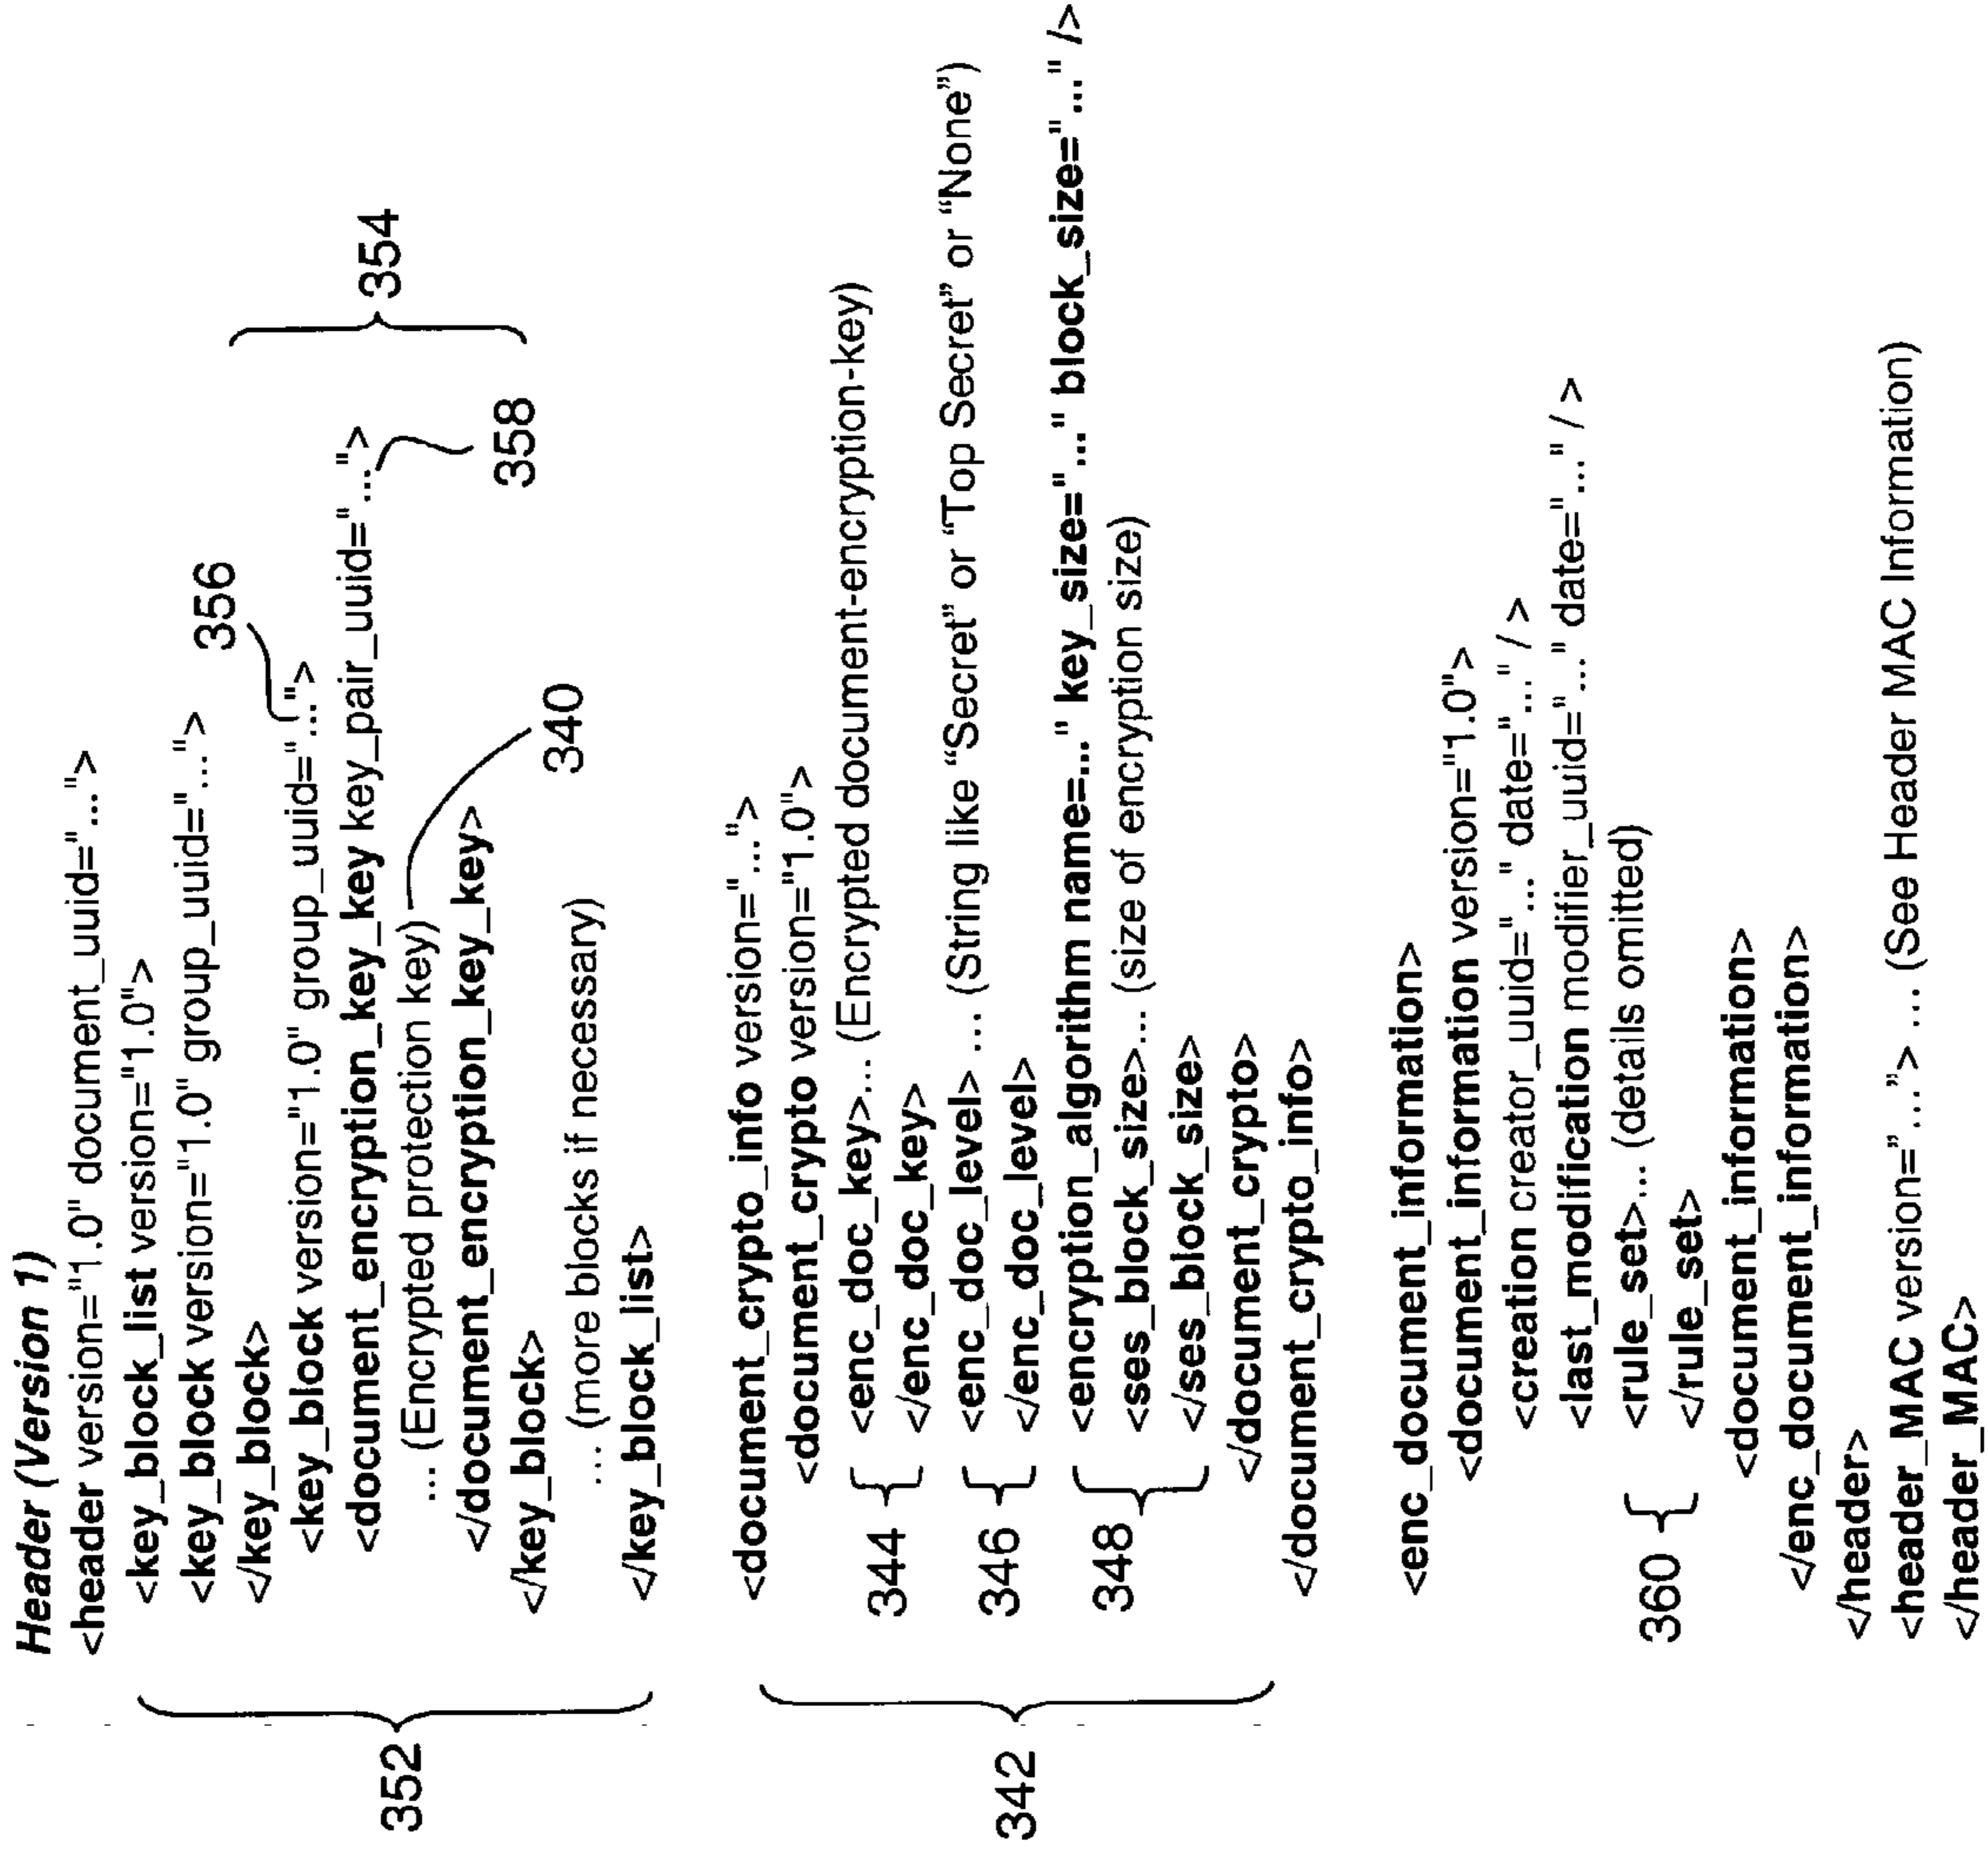 Header (Version 1)
<header version="1.0" document_uuid="...">
<key_block_list version="1.0">
<key_block version="1.0" group_uuid="...">
</key_block>
<key_block version="1.0" group_uuid="...">
356
<document_encryption_key_key key_pair_uuid="...">
358
354
... (Encrypted protection key)
340
</document_encryption_key_key>
</key_block>
... (more blocks if necessary)
</key_block_list>
352
<document_crypto_info version="...">
<document_crypto version="1.0">
344
<enc_doc_key>... (Encrypted document-encryption-key)
</enc_doc_key>
346
<enc_doc_level> ... (String like “Secret” or “Top Secret” or “None”)
</enc_doc_level>
348
<encryption_algorithm name=..." key_size="..." block_size="..." />
<ses_block_size>... (size of encryption size)
</ses_block_size>
</document_crypto>
</document_crypto_info>
342
<enc_document_information>
<document_information version="1.0">
<creation creator_uuid="..." date="..." / >
<last_modification modifier_uuid="..." date="..." / >
360
<rule_set>... (details omitted)
</rule_set>
<document_information>
</enc_document_information>
</header>
<header_MAC version=”...”> ... (See Header MAC Information)
</header_MAC>